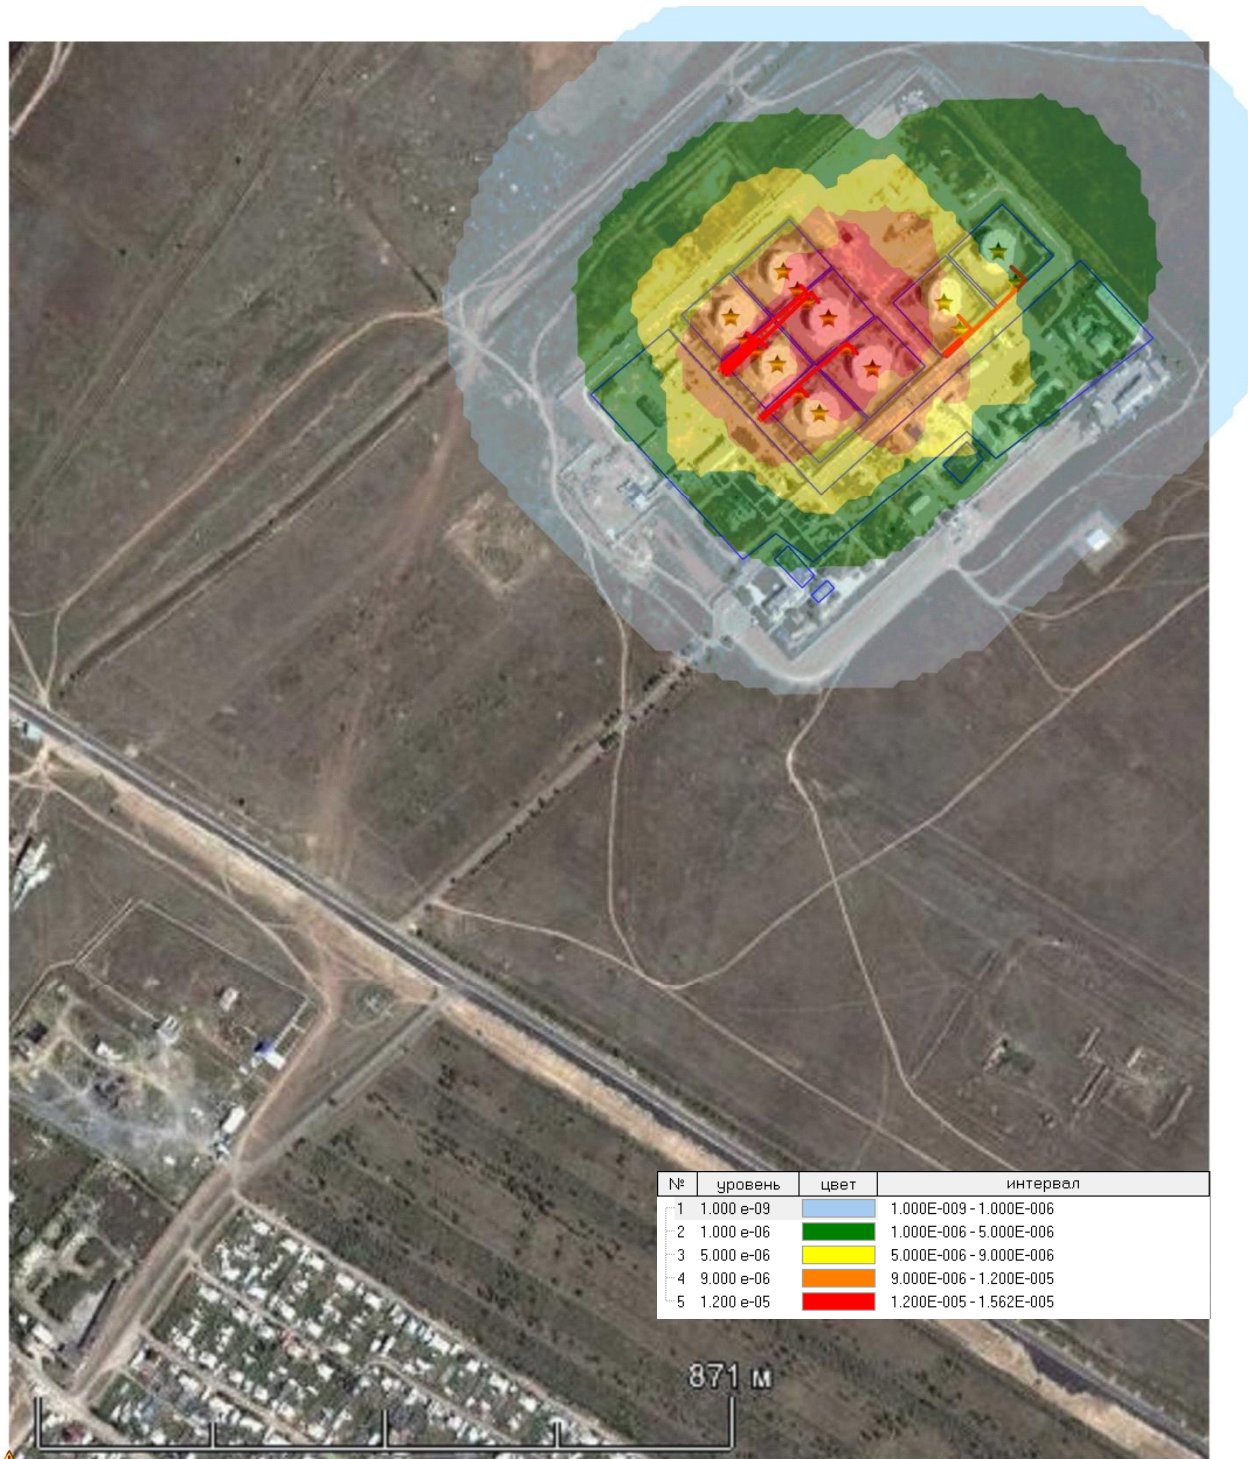 № уровень цвет интервал
1 1.000 e-09 1.000E-009 - 1.000E-006
2 1.000 e-06 1.000E-006 - 5.000E-006
3 5.000 e-06 5.000E-006 - 9.000E-006
4 9.000 e-06 9.000E-006 - 1.200E-005
5 1.200 e-05 1.200E-005 - 1.562E-005
871 м